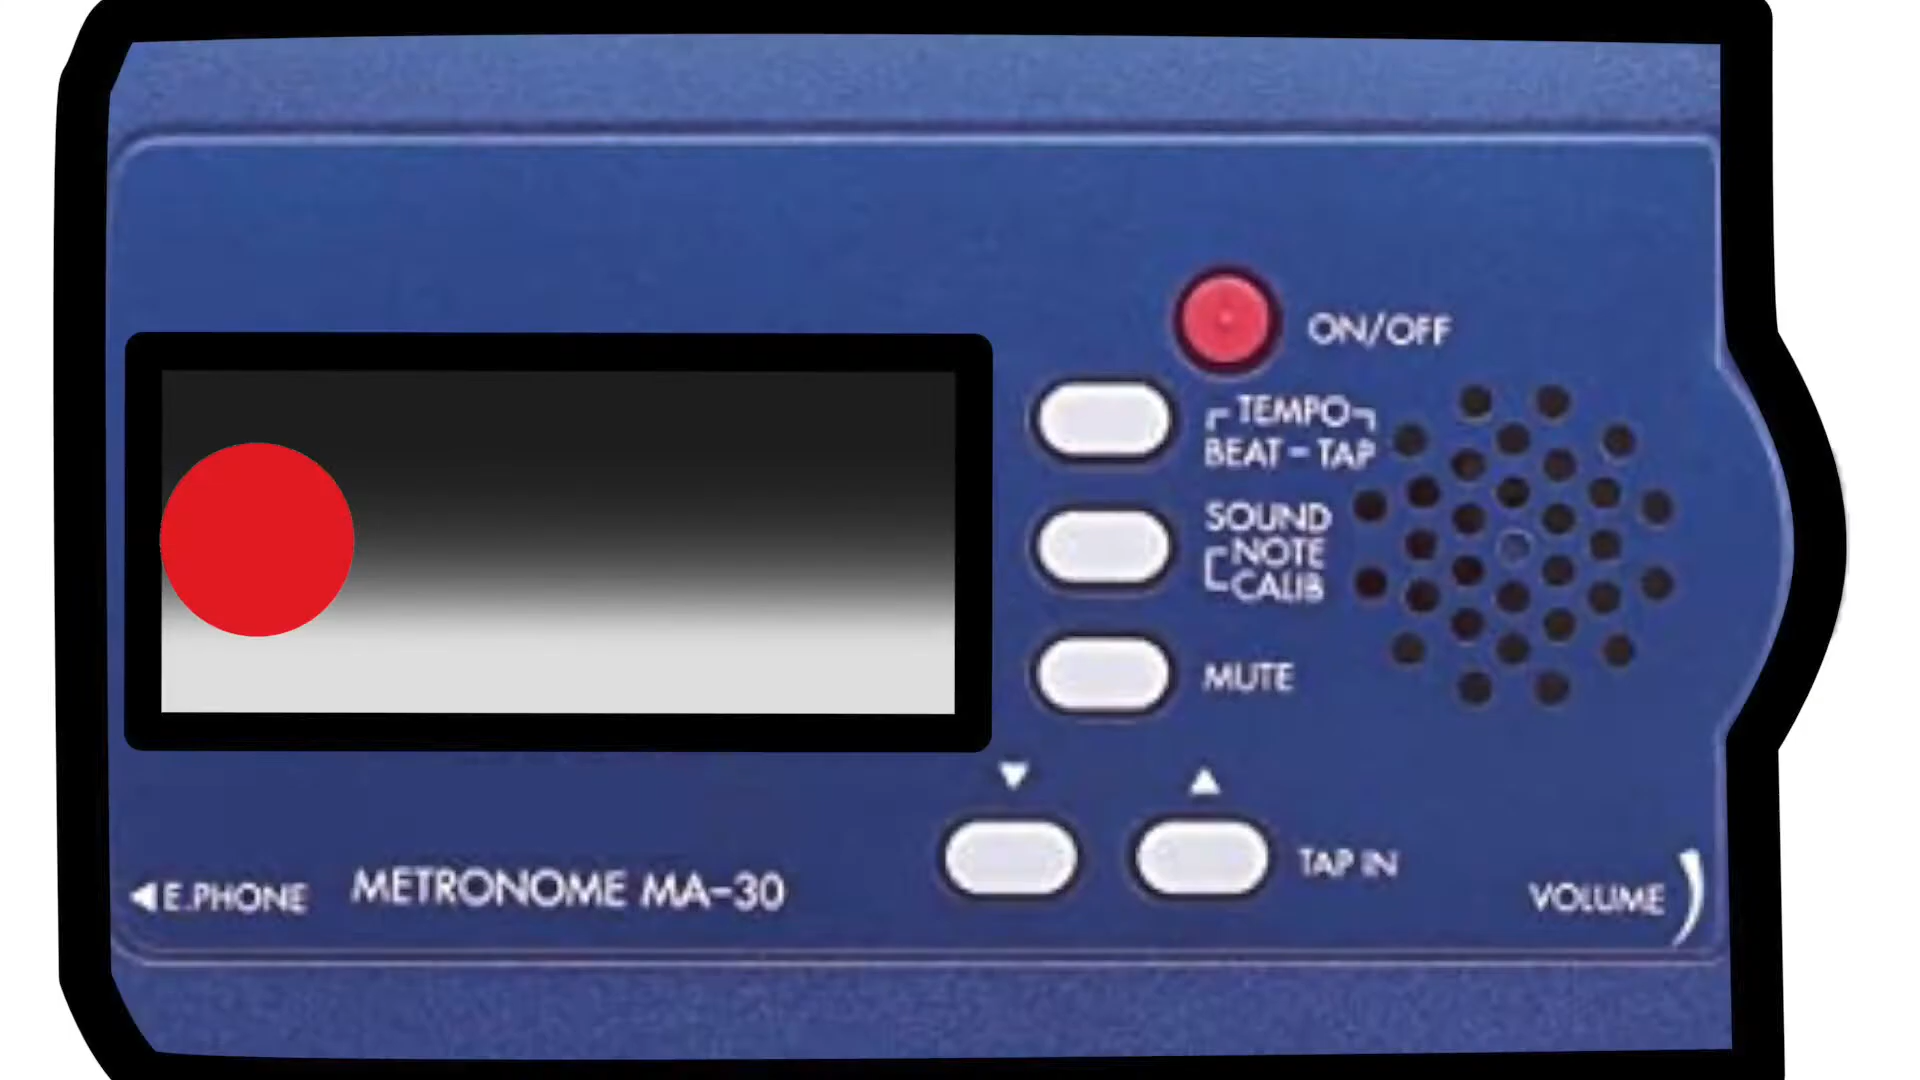 ON/OFF
TEMPO
BEAT - TAP
SOUND
NOTE
CALIB
MUTE
▼ ▲
TAP IN
◀E.PHONE METRONOME MA-30
VOLUME